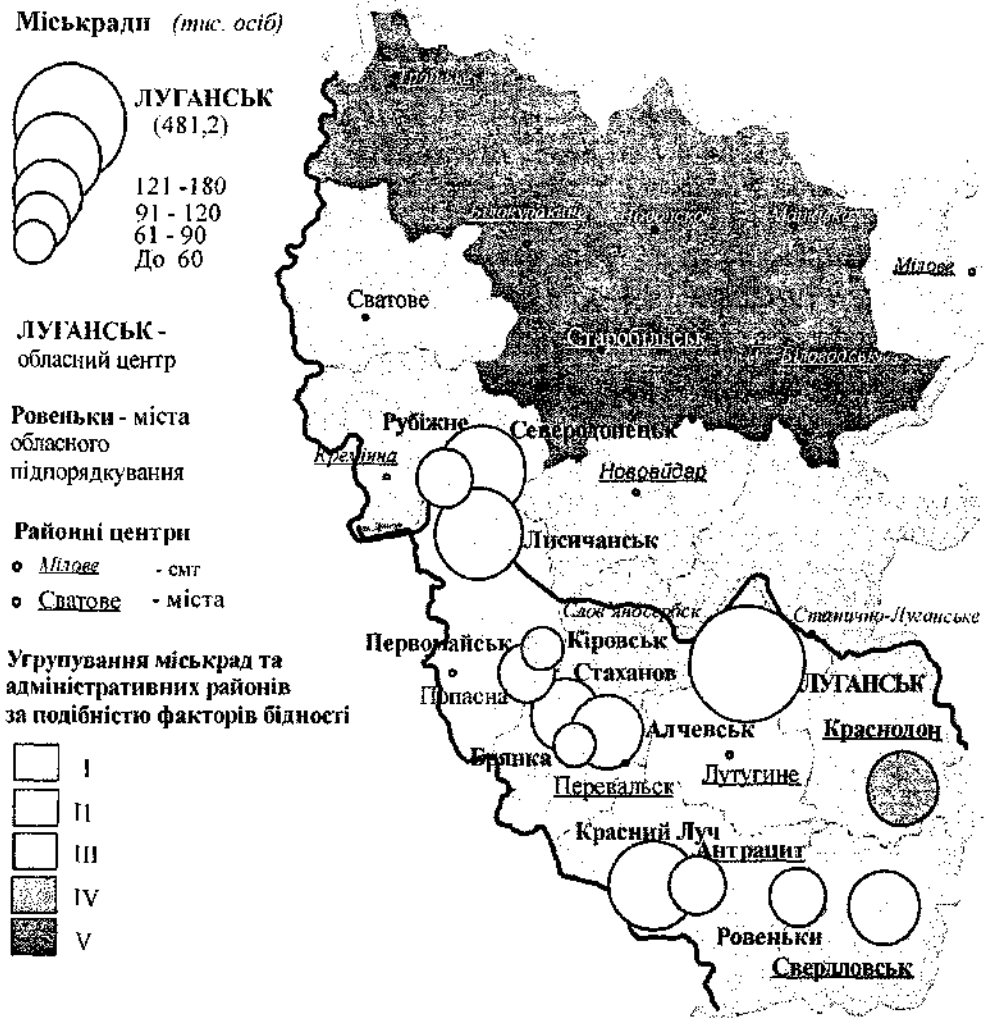 Міськради (тис. осіб)
ЛУГАНСЬК
(481,2)
121 -180
91 - 120
61 - 90
До 60
ЛУГАНСЬК -
обласний центр
Ровеньки - міста
обласного
підпорядкування
Районні центри
Мілове - смт
Сватове - міста
Угрупування міськрад та
адміністративних районів
за подібністю факторів бідності
I
II
III
IV
V
Мілове
Сватове
Старобільськ
Рубіжне
Северодонецьк
Кремінна
Новоайдар
Лисичанськ
Слов'яносербск
Станично-Луганське
Первомайськ
Кіровськ
Стаханов
Попасна
ЛУГАНСЬК
Алчевськ
Краснодон
Брянка
Лутугине
Перевальск
Красний Луч
Антрацит
Ровеньки
Свердловськ